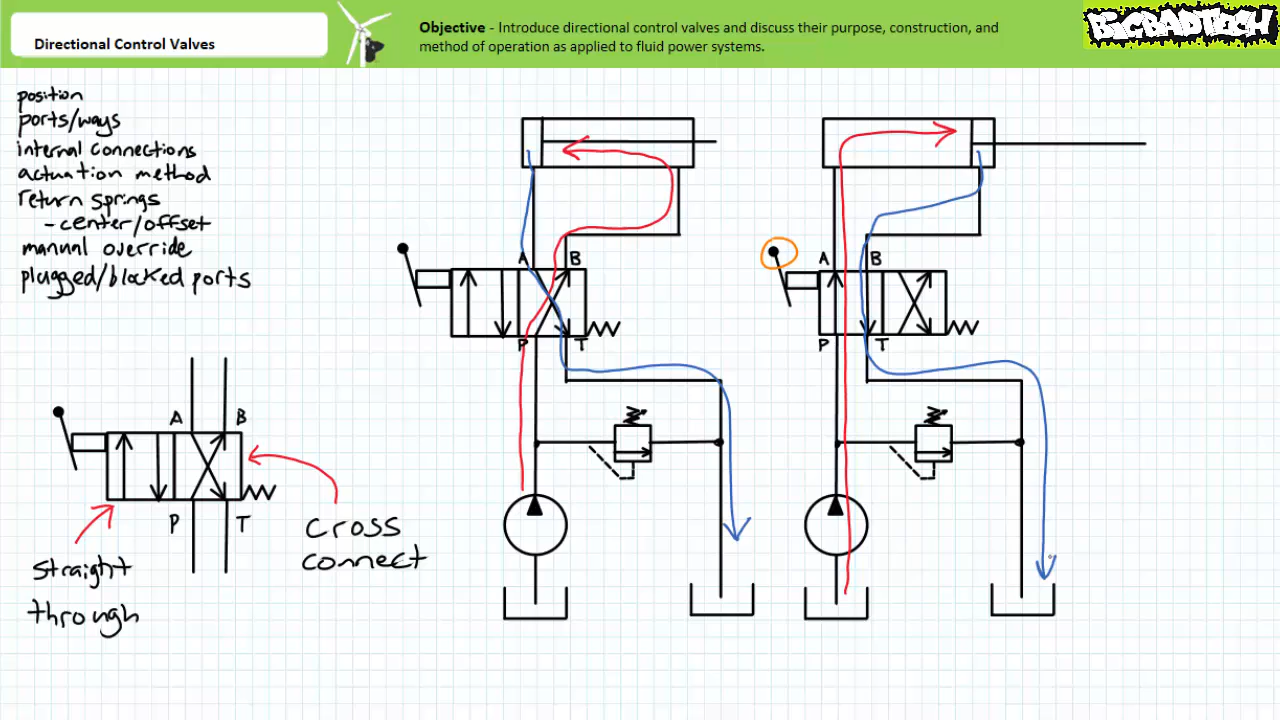 Directional Control Valves
Objective - Introduce directional control valves and discuss their purpose, construction, and
method of operation as applied to fluid power systems.
BIGBADTECH
position
ports/ways
internal connections
actuation method
return springs
- center/offset
manual override
plugged/blocked ports
A B
P T
straight
through
cross
connect
A B
P T
A B
P T